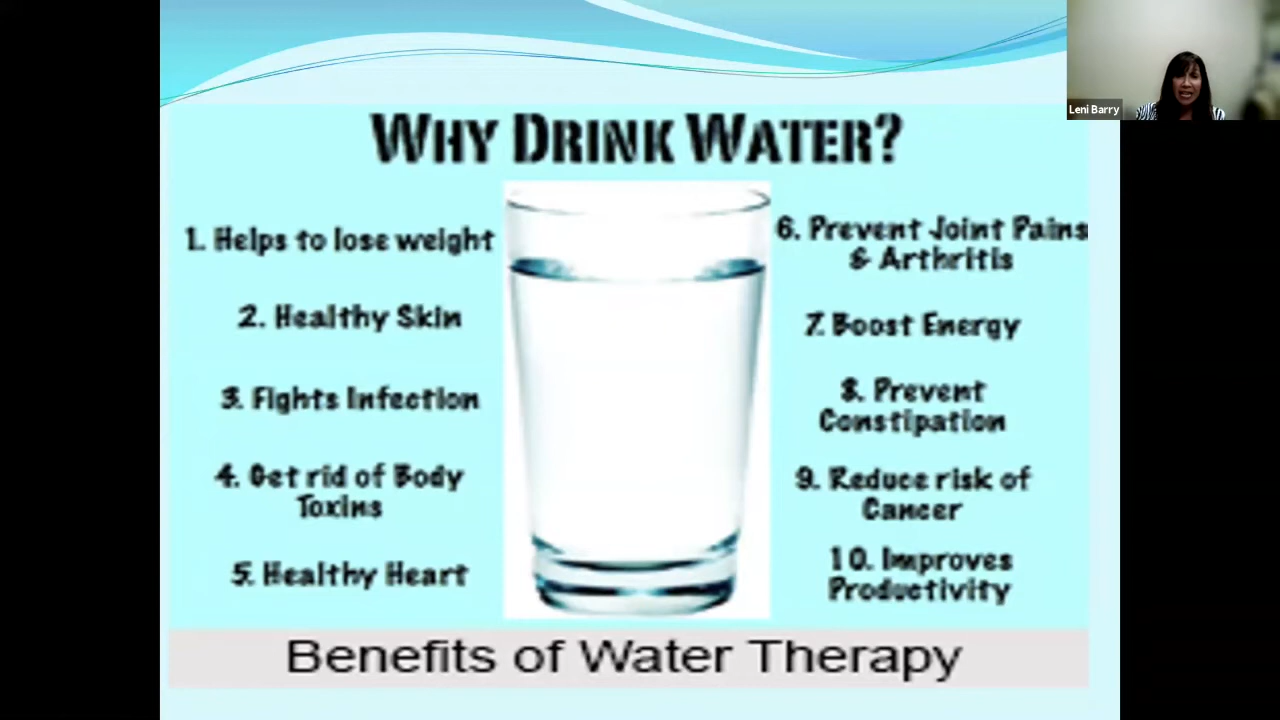 WHY DRINK WATER?
1. Helps to lose weight
2. Healthy Skin
3. Fights Infection
4. Get rid of Body
Toxins
5. Healthy Heart
6. Prevent Joint Pains
& Arthritis
7. Boost Energy
8. Prevent
Constipation
9. Reduce risk of
Cancer
10. Improves
Productivity
Benefits of Water Therapy
Leni Barry